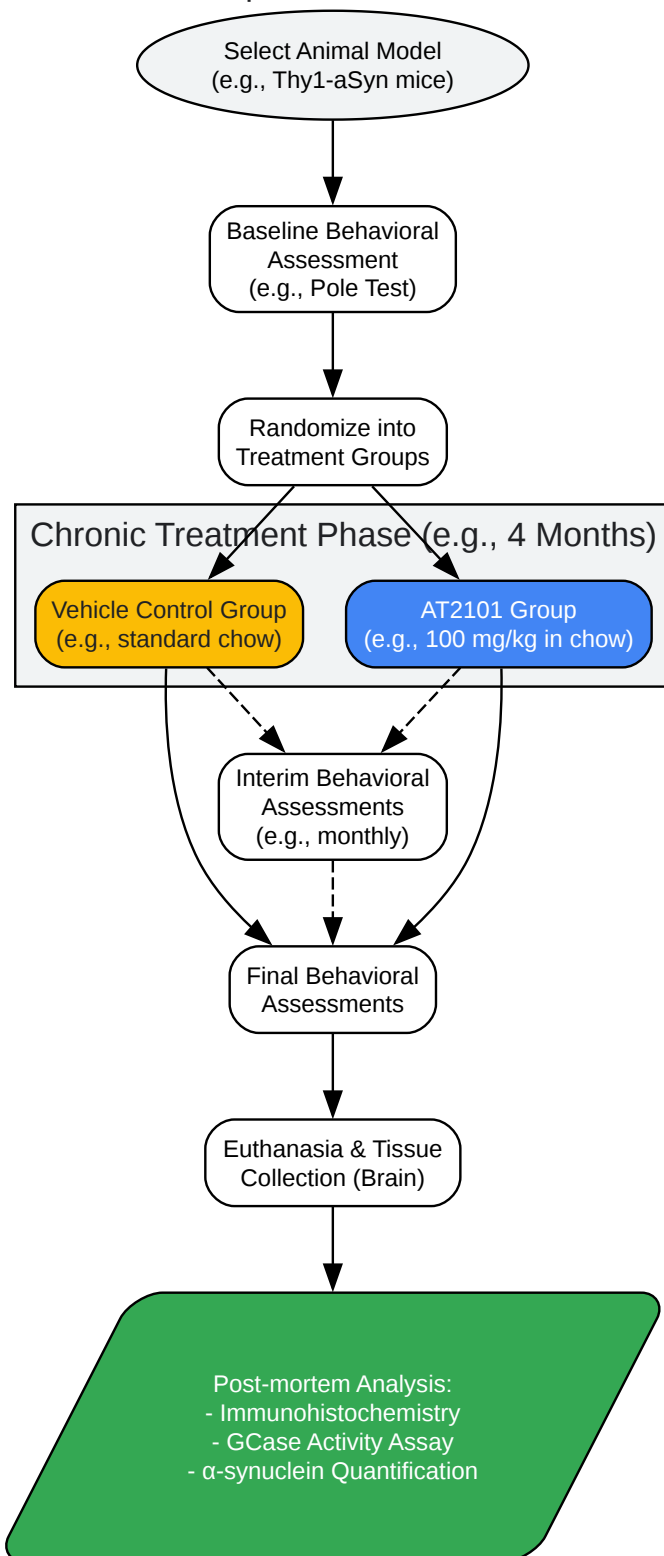 Select Animal Model
(e.g., Thy1-aSyn mice)
Baseline Behavioral
Assessment
(e.g., Pole Test)
Randomize into
Treatment Groups
Chronic Treatment Phase (e.g., 4 Months)
Vehicle Control Group
(e.g., standard chow)
AT2101 Group
(e.g., 100 mg/kg in chow)
Interim Behavioral
Assessments
(e.g., monthly)
Final Behavioral
Assessments
Euthanasia & Tissue
Collection (Brain)
Post-mortem Analysis:
- Immunohistochemistry
- GCase Activity Assay
- α-synuclein Quantification